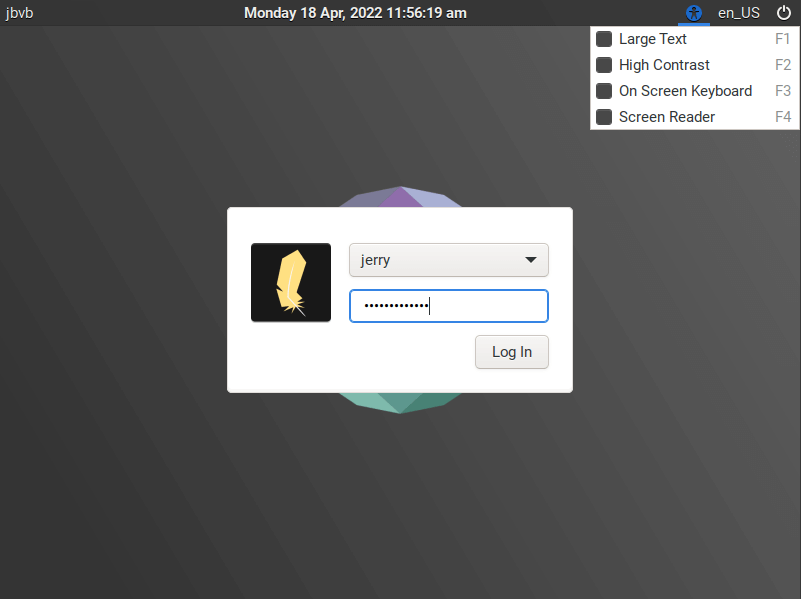 jbvb Monday 18 Apr, 2022 11:56:19 am en_US
Large Text F1
High Contrast F2
On Screen Keyboard F3
Screen Reader F4
jerry
•••••••••••••
Log In